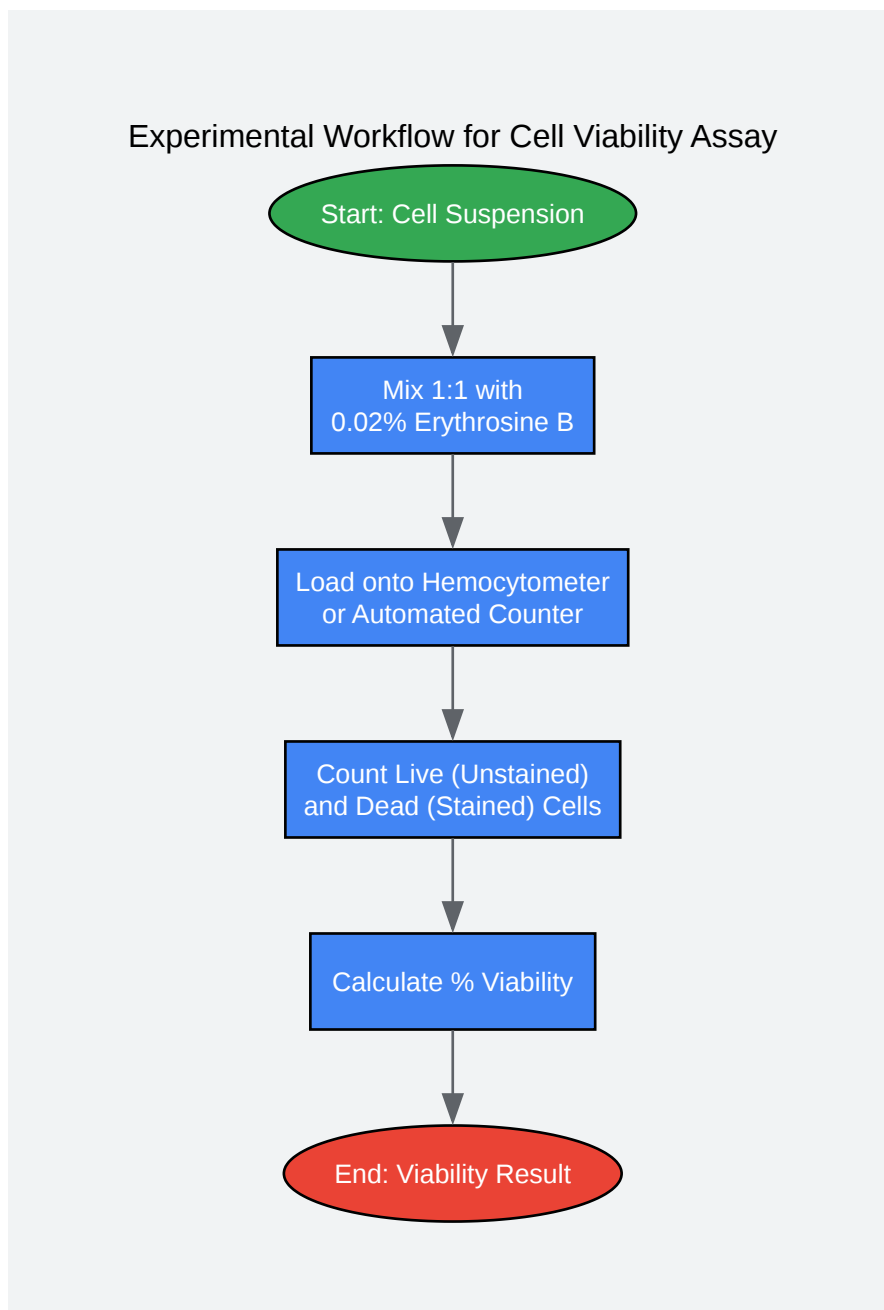 Experimental Workflow for Cell Viability Assay
Start: Cell Suspension
Mix 1:1 with
0.02% Erythrosine B
Load onto Hemocytometer
or Automated Counter
Count Live (Unstained)
and Dead (Stained) Cells
Calculate % Viability
End: Viability Result